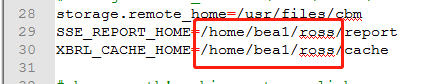 28 storage.remote_home=/usr/files/cbm
29 SSE_REPORT_HOME=/home/bea1/ross/report
30 XBRL_CACHE_HOME=/home/bea1/ross/cache
31